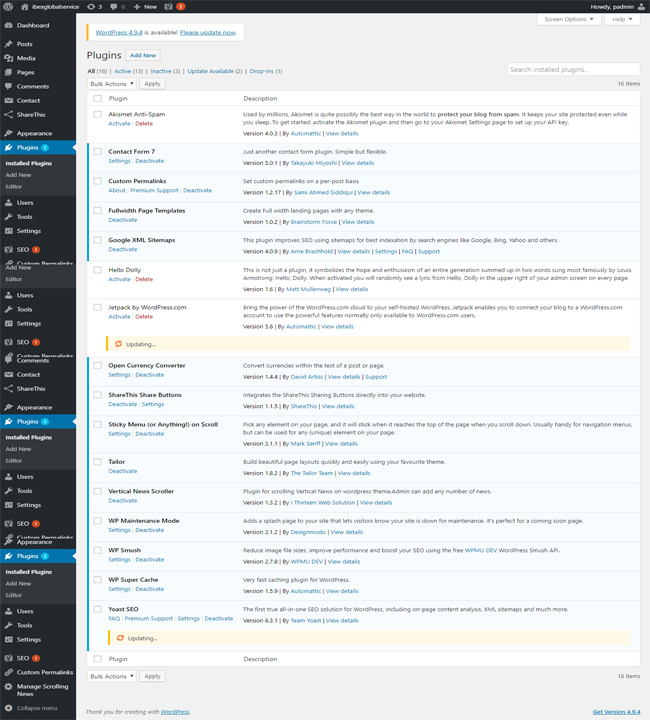 ibexglobalservice 3 0 + New 1 Howdy, padmin
Screen Options ▼ Help ▼
Dashboard
Posts
Media
Pages
Comments
Contact
ShareThis
Appearance
Plugins 2
Installed Plugins
Add New
Editor
Users
Tools
Settings
SEO 1
Custom Permalinks
Add New
Editor
Users
Tools
Settings
SEO 1
Custom Permalinks
Comments
Contact
ShareThis
Appearance
Plugins 2
Installed Plugins
Add New
Editor
Users
Tools
Settings
SEO 1
Custom Permalinks
Appearance
Plugins 2
Installed Plugins
Add New
Editor
Users
Tools
Settings
SEO 1
Custom Permalinks
Manage Scrolling
News
Collapse menu
WordPress 4.9.4 is available! Please update now.
Plugins Add New
All (16) | Active (13) | Inactive (3) | Update Available (2) | Drop-ins (1)
Search installed plugins...
Bulk Actions ▼ Apply 16 items
Plugin Description
Akismet Anti-Spam
Activate | Delete
Used by millions, Akismet is quite possibly the best way in the world to protect your blog from spam. It keeps your site protected even while
you sleep. To get started: activate the Akismet plugin and then go to your Akismet Settings page to set up your API key.
Version 4.0.3 | By Automattic | View details
Contact Form 7
Settings | Deactivate
Just another contact form plugin. Simple but flexible.
Version 5.0.1 | By Takayuki Miyoshi | View details
Custom Permalinks
About | Premium Support | Deactivate
Set custom permalinks on a per-post basis
Version 1.2.17 | By Sami Ahmed Siddiqui | View details
Fullwidth Page Templates
Deactivate
Create Full width landing pages with any theme.
Version 1.0.2 | By Brainstorm Force | View details
Google XML Sitemaps
Deactivate
This plugin improves SEO using sitemaps for best indexation by search engines like Google, Bing, Yahoo and others.
Version 4.0.9 | By Arne Brachhold | View details | Settings | FAQ | Support
Hello Dolly
Activate | Delete
This is not just a plugin, it symbolizes the hope and enthusiasm of an entire generation summed up in two words sung most famously by Louis
Armstrong: Hello, Dolly. When activated you will randomly see a lyric from Hello, Dolly in the upper right of your admin screen on every page.
Version 1.6 | By Matt Mullenweg | View details
Jetpack by WordPress.com
Activate | Delete
Bring the power of the WordPress.com cloud to your self-hosted WordPress. Jetpack enables you to connect your blog to a WordPress.com
account to use the powerful features normally only available to WordPress.com users.
Version 5.8 | By Automattic | View details
Updating...
Open Currency Converter
Settings | Deactivate
Convert currencies within the text of a post or page.
Version 1.4.4 | By David Artiss | View details | Support
ShareThis Share Buttons
Deactivate | Settings
Integrates the ShareThis Sharing Buttons directly into your website.
Version 1.1.5 | By ShareThis | View details
Sticky Menu (or Anything!) on Scroll
Settings | Deactivate
Pick any element on your page, and it will stick when it reaches the top of the page when you scroll down. Usually handy for navigation menus,
but can be used for any (unique) element on your page.
Version 2.1.1 | By Mark Senff | View details
Tailor
Deactivate
Build beautiful page layouts quickly and easily using your favourite theme.
Version 1.8.2 | By The Tailor Team | View details
Vertical News Scroller
Deactivate
Plugin for scrolling Vertical News on wordpress theme.Admin can add any number of news.
Version 1.3.2 | By I Thirteen Web Solution | View details
WP Maintenance Mode
Settings | Deactivate
Adds a splash page to your site that lets visitors know your site is down for maintenance. It's perfect for a coming soon page.
Version 2.1.2 | By Designmodo | View details
WP Smush
Settings | Deactivate
Reduce image file sizes, improve performance and boost your SEO using the free WPMU DEV WordPress Smush API.
Version 2.7.8 | By WPMU DEV | View details
WP Super Cache
Settings | Deactivate
Very fast caching plugin for WordPress.
Version 1.5.9 | By Automattic | View details
Yoast SEO
FAQ | Premium Support | Settings | Deactivate
The first true all-in-one SEO solution for WordPress, including on-page content analysis, XML sitemaps and much more.
Version 6.3.1 | By Team Yoast | View details
Updating...
Plugin Description
Bulk Actions ▼ Apply 16 items
Thank you for creating with WordPress. Get Version 4.9.4